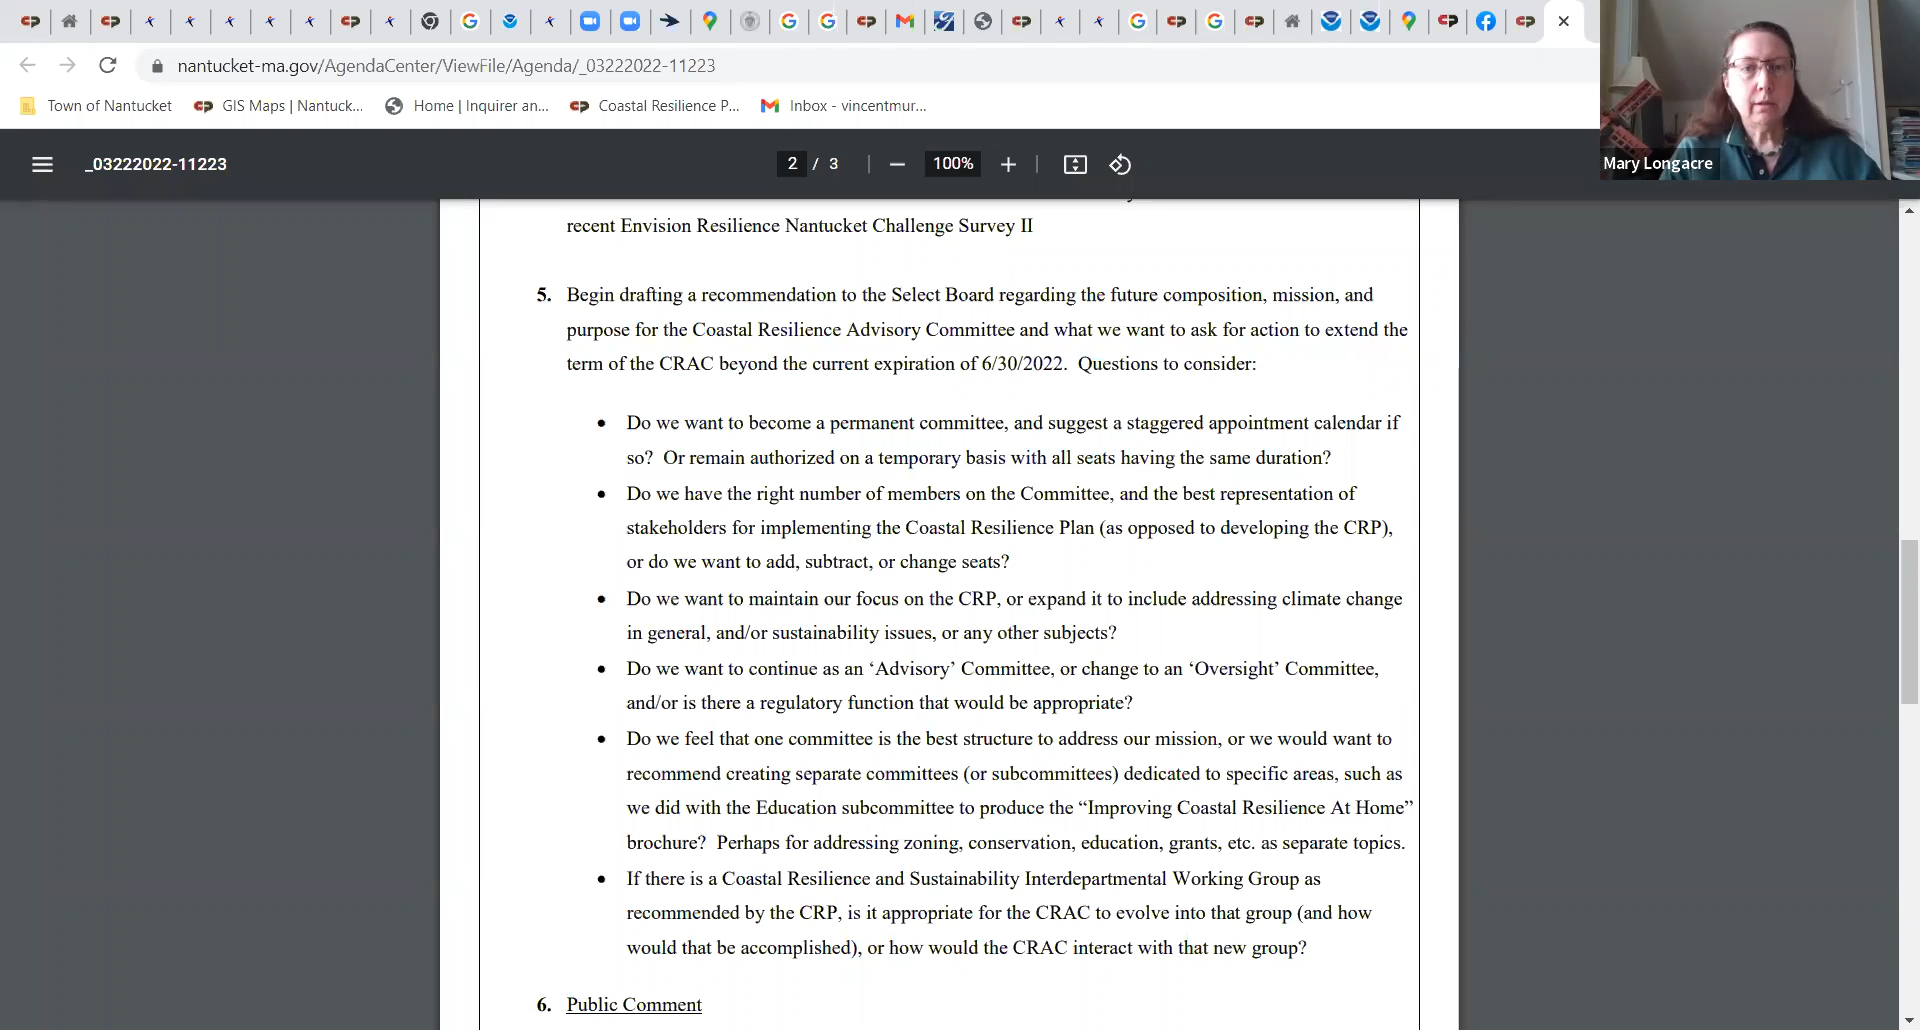 nantucket-ma.gov/AgendaCenter/ViewFile/Agenda/_03222022-11223
Town of Nantucket
GIS Maps | Nantuck...
Home | Inquirer an...
Coastal Resilience P...
Inbox - vincentmur...
_03222022-11223
2 / 3
100%
Mary Longacre
recent Envision Resilience Nantucket Challenge Survey II
5. Begin drafting a recommendation to the Select Board regarding the future composition, mission, and
purpose for the Coastal Resilience Advisory Committee and what we want to ask for action to extend the
term of the CRAC beyond the current expiration of 6/30/2022. Questions to consider:
• Do we want to become a permanent committee, and suggest a staggered appointment calendar if
so? Or remain authorized on a temporary basis with all seats having the same duration?
• Do we have the right number of members on the Committee, and the best representation of
stakeholders for implementing the Coastal Resilience Plan (as opposed to developing the CRP),
or do we want to add, subtract, or change seats?
• Do we want to maintain our focus on the CRP, or expand it to include addressing climate change
in general, and/or sustainability issues, or any other subjects?
• Do we want to continue as an ‘Advisory’ Committee, or change to an ‘Oversight’ Committee,
and/or is there a regulatory function that would be appropriate?
• Do we feel that one committee is the best structure to address our mission, or we would want to
recommend creating separate committees (or subcommittees) dedicated to specific areas, such as
we did with the Education subcommittee to produce the “Improving Coastal Resilience At Home”
brochure? Perhaps for addressing zoning, conservation, education, grants, etc. as separate topics.
• If there is a Coastal Resilience and Sustainability Interdepartmental Working Group as
recommended by the CRP, is it appropriate for the CRAC to evolve into that group (and how
would that be accomplished), or how would the CRAC interact with that new group?
6. Public Comment